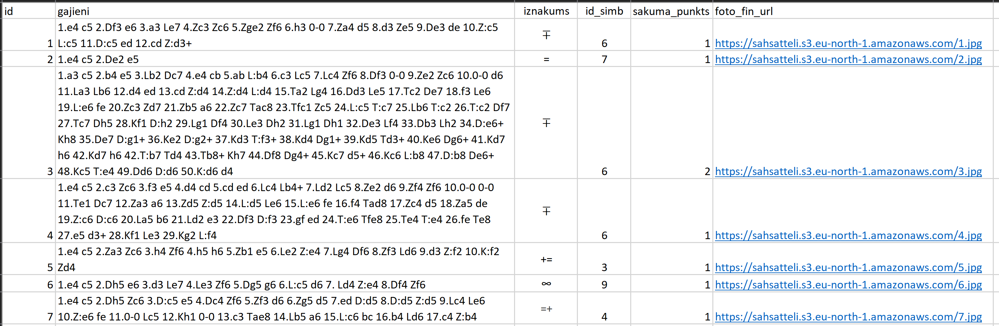 id gajieni iznakums id_simb sakuma_punkts foto_fin_url
1.e4 c5 2.Df3 e6 3.a3 Le7 4.Zc3 Zc6 5.Zge2 Zf6 6.h3 0-0 7.Za4 d5 8.d3 Ze5 9.De3 de 10.Z:c5
1 L:c5 11.D:c5 ed 12.cd Z:d3+ ∓ 6 1 https://sahsatteli.s3.eu-north-1.amazonaws.com/1.jpg
2 1.e4 c5 2.De2 e5 = 7 1 https://sahsatteli.s3.eu-north-1.amazonaws.com/2.jpg
1.a3 c5 2.b4 e5 3.Lb2 Dc7 4.e4 cb 5.ab L:b4 6.c3 Lc5 7.Lc4 Zf6 8.Df3 0-0 9.Ze2 Zc6 10.0-0 d6
11.La3 Lb6 12.d4 ed 13.cd Z:d4 14.Z:d4 L:d4 15.Ta2 Lg4 16.Dd3 Le5 17.Tc2 De7 18.f3 Le6
19.L:e6 fe 20.Zc3 Zd7 21.Zb5 a6 22.Zc7 Tac8 23.Tfc1 Zc5 24.L:c5 T:c7 25.Lb6 T:c2 26.T:c2 Df7
27.Tc7 Dh5 28.Kf1 D:h2 29.Lg1 Df4 30.Le3 Dh2 31.Lg1 Dh1 32.De3 Lf4 33.Db3 Lh2 34.D:e6+ ∓
Kh8 35.De7 D:g1+ 36.Ke2 D:g2+ 37.Kd3 T:f3+ 38.Kd4 Dg1+ 39.Kd5 Td3+ 40.Ke6 Dg6+ 41.Kd7
h6 42.Kd7 h6 42.T:b7 Td4 43.Tb8+ Kh7 44.Df8 Dg4+ 45.Kc7 d5+ 46.Kc6 L:b8 47.D:b8 De6+
3 48.Kc5 T:e4 49.Dd6 D:d6 50.K:d6 d4 6 2 https://sahsatteli.s3.eu-north-1.amazonaws.com/3.jpg
1.e4 c5 2.c3 Zc6 3.f3 e5 4.d4 cd 5.cd ed 6.Lc4 Lb4+ 7.Ld2 Lc5 8.Ze2 d6 9.Zf4 Zf6 10.0-0 0-0
11.Te1 Dc7 12.Za3 a6 13.Zd5 Z:d5 14.L:d5 Le6 15.L:e6 fe 16.f4 Tad8 17.Zc4 d5 18.Za5 de ∓
19.Z:c6 D:c6 20.La5 b6 21.Ld2 e3 22.Df3 D:f3 23.gf ed 24.T:e6 Tfe8 25.Te4 T:e4 26.fe Te8
4 27.e5 d3+ 28.Kf1 Le3 29.Kg2 L:f4 6 1 https://sahsatteli.s3.eu-north-1.amazonaws.com/4.jpg
1.e4 c5 2.Za3 Zc6 3.h4 Zf6 4.h5 h6 5.Zb1 e5 6.Le2 Z:e4 7.Lg4 Df6 8.Zf3 Ld6 9.d3 Z:f2 10.K:f2
5 Zd4 += 3 1 https://sahsatteli.s3.eu-north-1.amazonaws.com/5.jpg
6 1.e4 c5 2.Dh5 e6 3.d3 Le7 4.Le3 Zf6 5.Dg5 g6 6.L:c5 d6 7. Ld4 Z:e4 8.Df4 Zf6 ∞ 9 1 https://sahsatteli.s3.eu-north-1.amazonaws.com/6.jpg
1.e4 c5 2.Dh5 Zc6 3.D:c5 e5 4.Dc4 Zf6 5.Zf3 d6 6.Zg5 d5 7.ed D:d5 8.D:d5 Z:d5 9.Lc4 Le6
7 10.Z:e6 fe 11.0-0 Lc5 12.Kh1 0-0 13.c3 Tae8 14.Lb5 a6 15.L:c6 bc 16.b4 Ld6 17.c4 Z:b4 =+ 4 1 https://sahsatteli.s3.eu-north-1.amazonaws.com/7.jpg